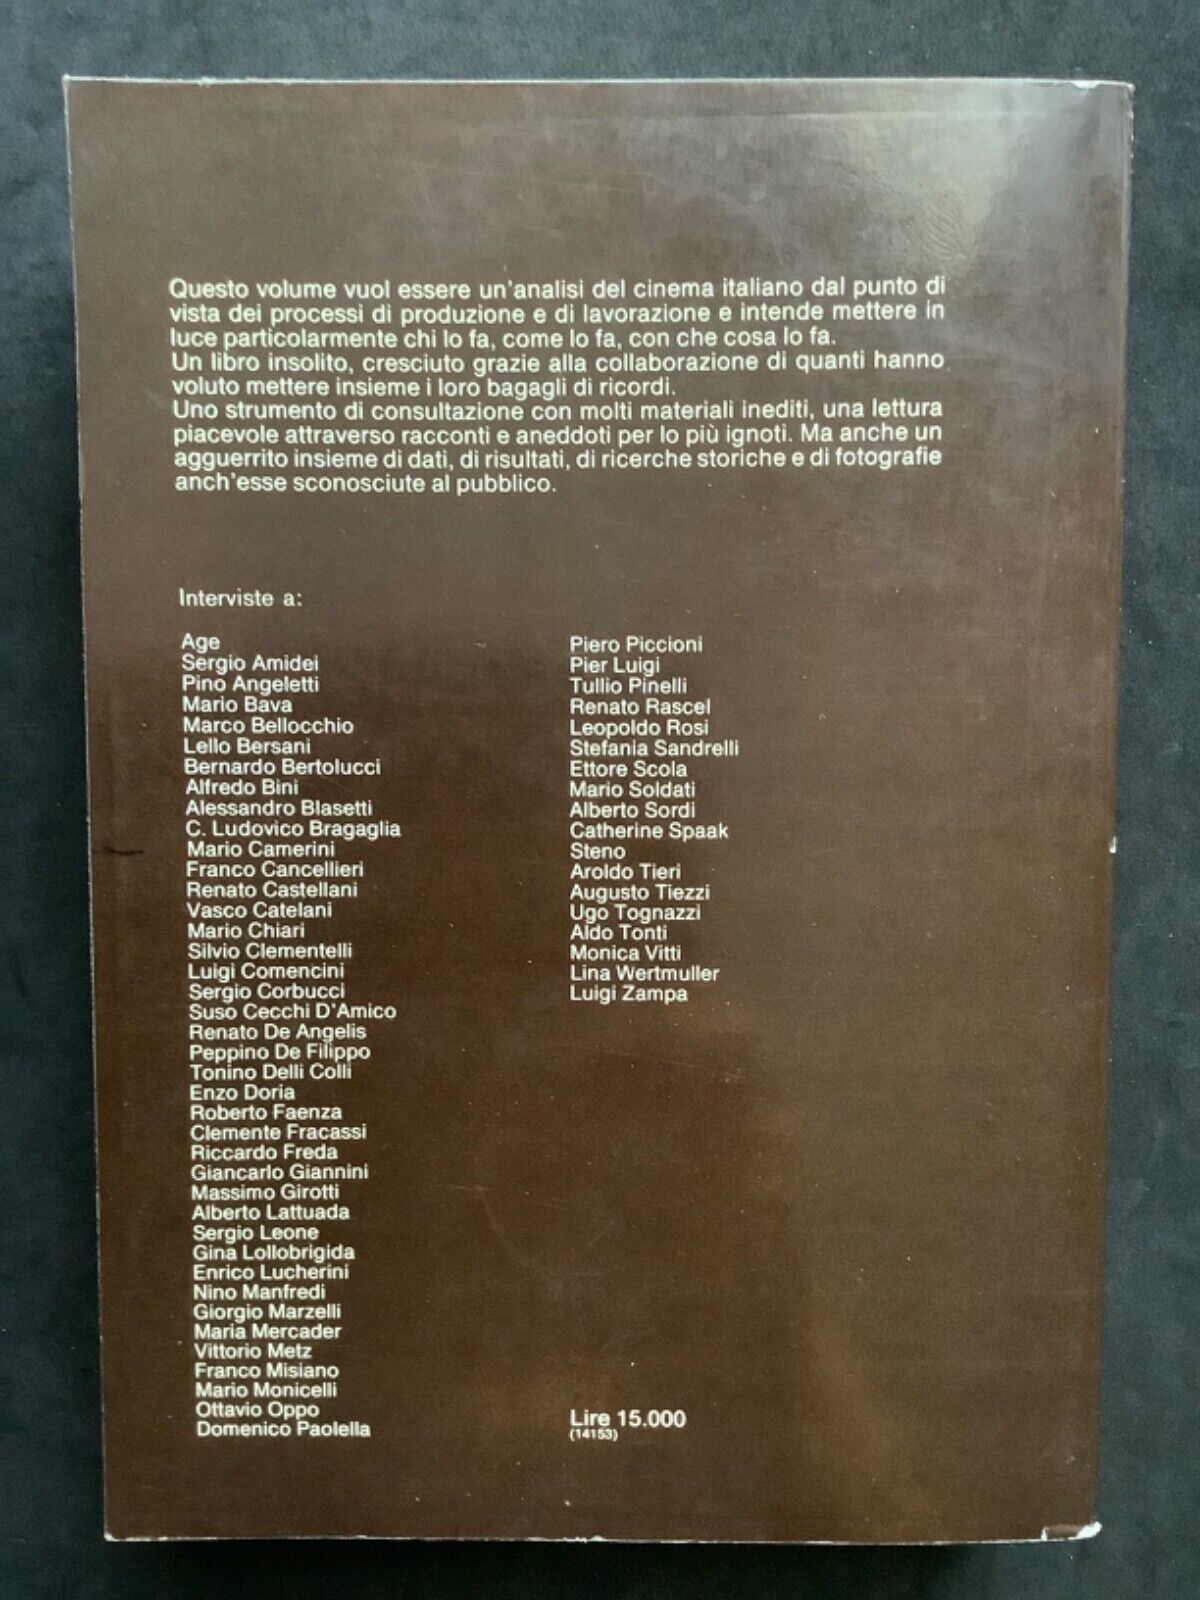 Questo volume vuol essere un'analisi del cinema italiano dal punto di
vista dei processi di produzione e di lavorazione e intende mettere in
luce particolarmente chi lo fa, come lo fa, con che cosa lo fa.
Un libro insolito, cresciuto grazie alla collaborazione di quanti hanno
voluto mettere insieme i loro bagagli di ricordi.
Uno strumento di consultazione con molti materiali inediti, una lettura
piacevole attraverso racconti e aneddoti per lo più ignoti. Ma anche un
agguerrito insieme di dati, di risultati, di ricerche storiche e di fotografie
anch'esse sconosciute al pubblico.
Interviste a:
Age
Sergio Amidei
Pino Angeletti
Mario Bava
Marco Bellocchio
Lello Bersani
Bernardo Bertolucci
Alfredo Bini
Alessandro Blasetti
C. Ludovico Bragaglia
Mario Camerini
Franco Cancellieri
Renato Castellani
Vasco Catelani
Mario Chiari
Silvio Clementelli
Luigi Comencini
Sergio Corbucci
Suso Cecchi D'Amico
Renato De Angelis
Peppino De Filippo
Tonino Delli Colli
Enzo Doria
Roberto Faenza
Clemente Fracassi
Riccardo Freda
Giancarlo Giannini
Massimo Girotti
Alberto Lattuada
Sergio Leone
Gina Lollobrigida
Enrico Lucherini
Nino Manfredi
Giorgio Marzelli
Maria Mercader
Vittorio Metz
Franco Misiano
Mario Monicelli
Ottavio Oppo
Domenico Paolella
Piero Piccioni
Pier Luigi
Tullio Pinelli
Renato Rascel
Leopoldo Rosi
Stefania Sandrelli
Ettore Scola
Mario Soldati
Alberto Sordi
Catherine Spaak
Steno
Aroldo Tieri
Augusto Tiezzi
Ugo Tognazzi
Aldo Tonti
Monica Vitti
Lina Wertmuller
Luigi Zampa
Lire 15.000
(14153)